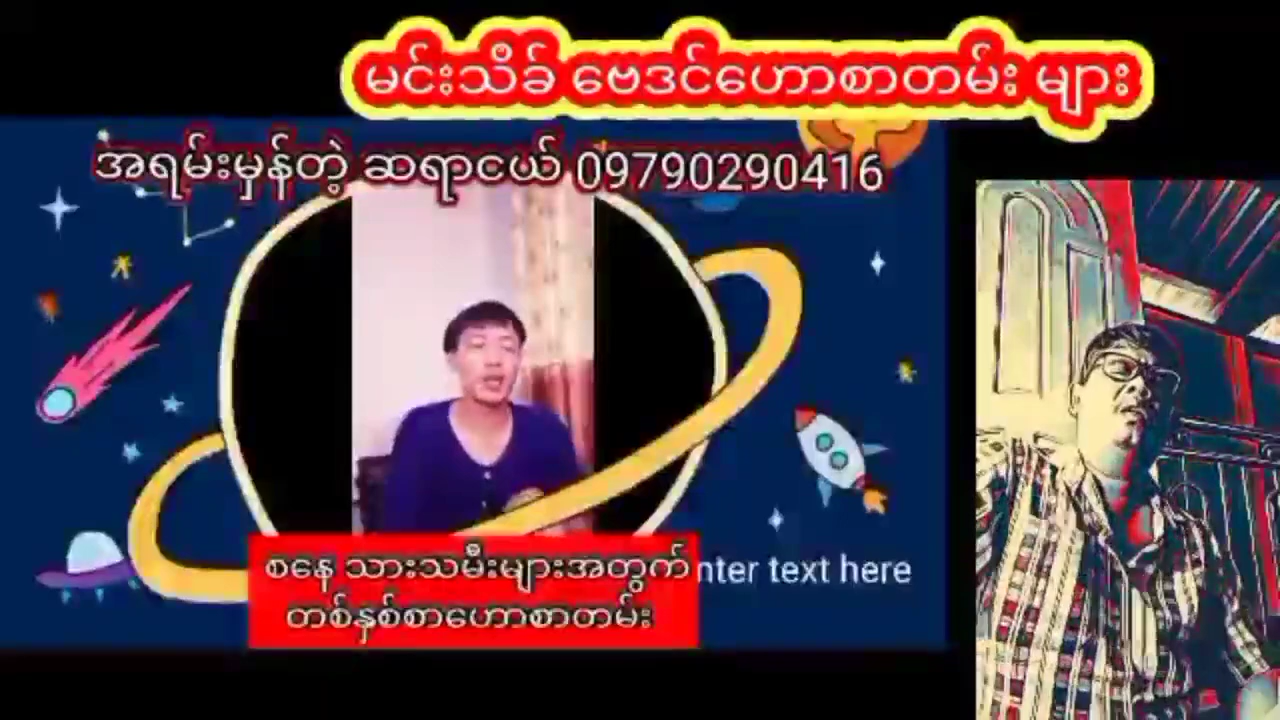 မင်းသိခ် ဗေဒင်ဟောစာတမ်း များ
အရမ်းမှန်တဲ့ ဆရာငယ် 09790290416
စနေ သားသမီးများအတွက်
nter text here
တစ်နှစ်စာဟောစာတမ်း